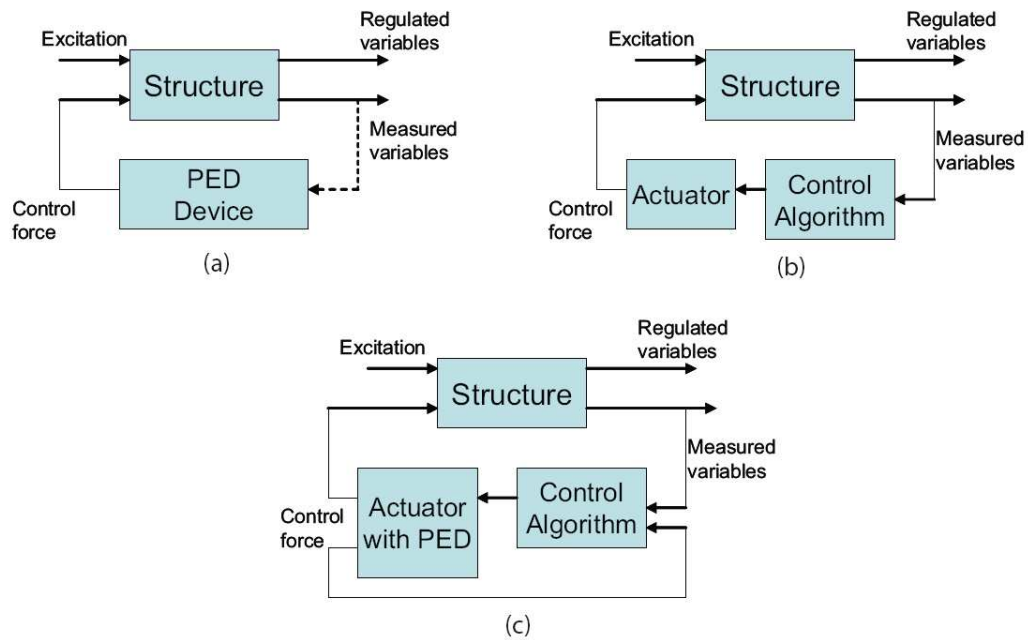 Excitation
Regulated
variables
Structure
Measured
variables
PED
Device
Control
force
(a)
Excitation
Regulated
variables
Structure
Measured
variables
Actuator
Control
Algorithm
Control
force
(b)
Excitation
Regulated
variables
Structure
Measured
variables
Actuator
with PED
Control
Algorithm
Control
force
(c)